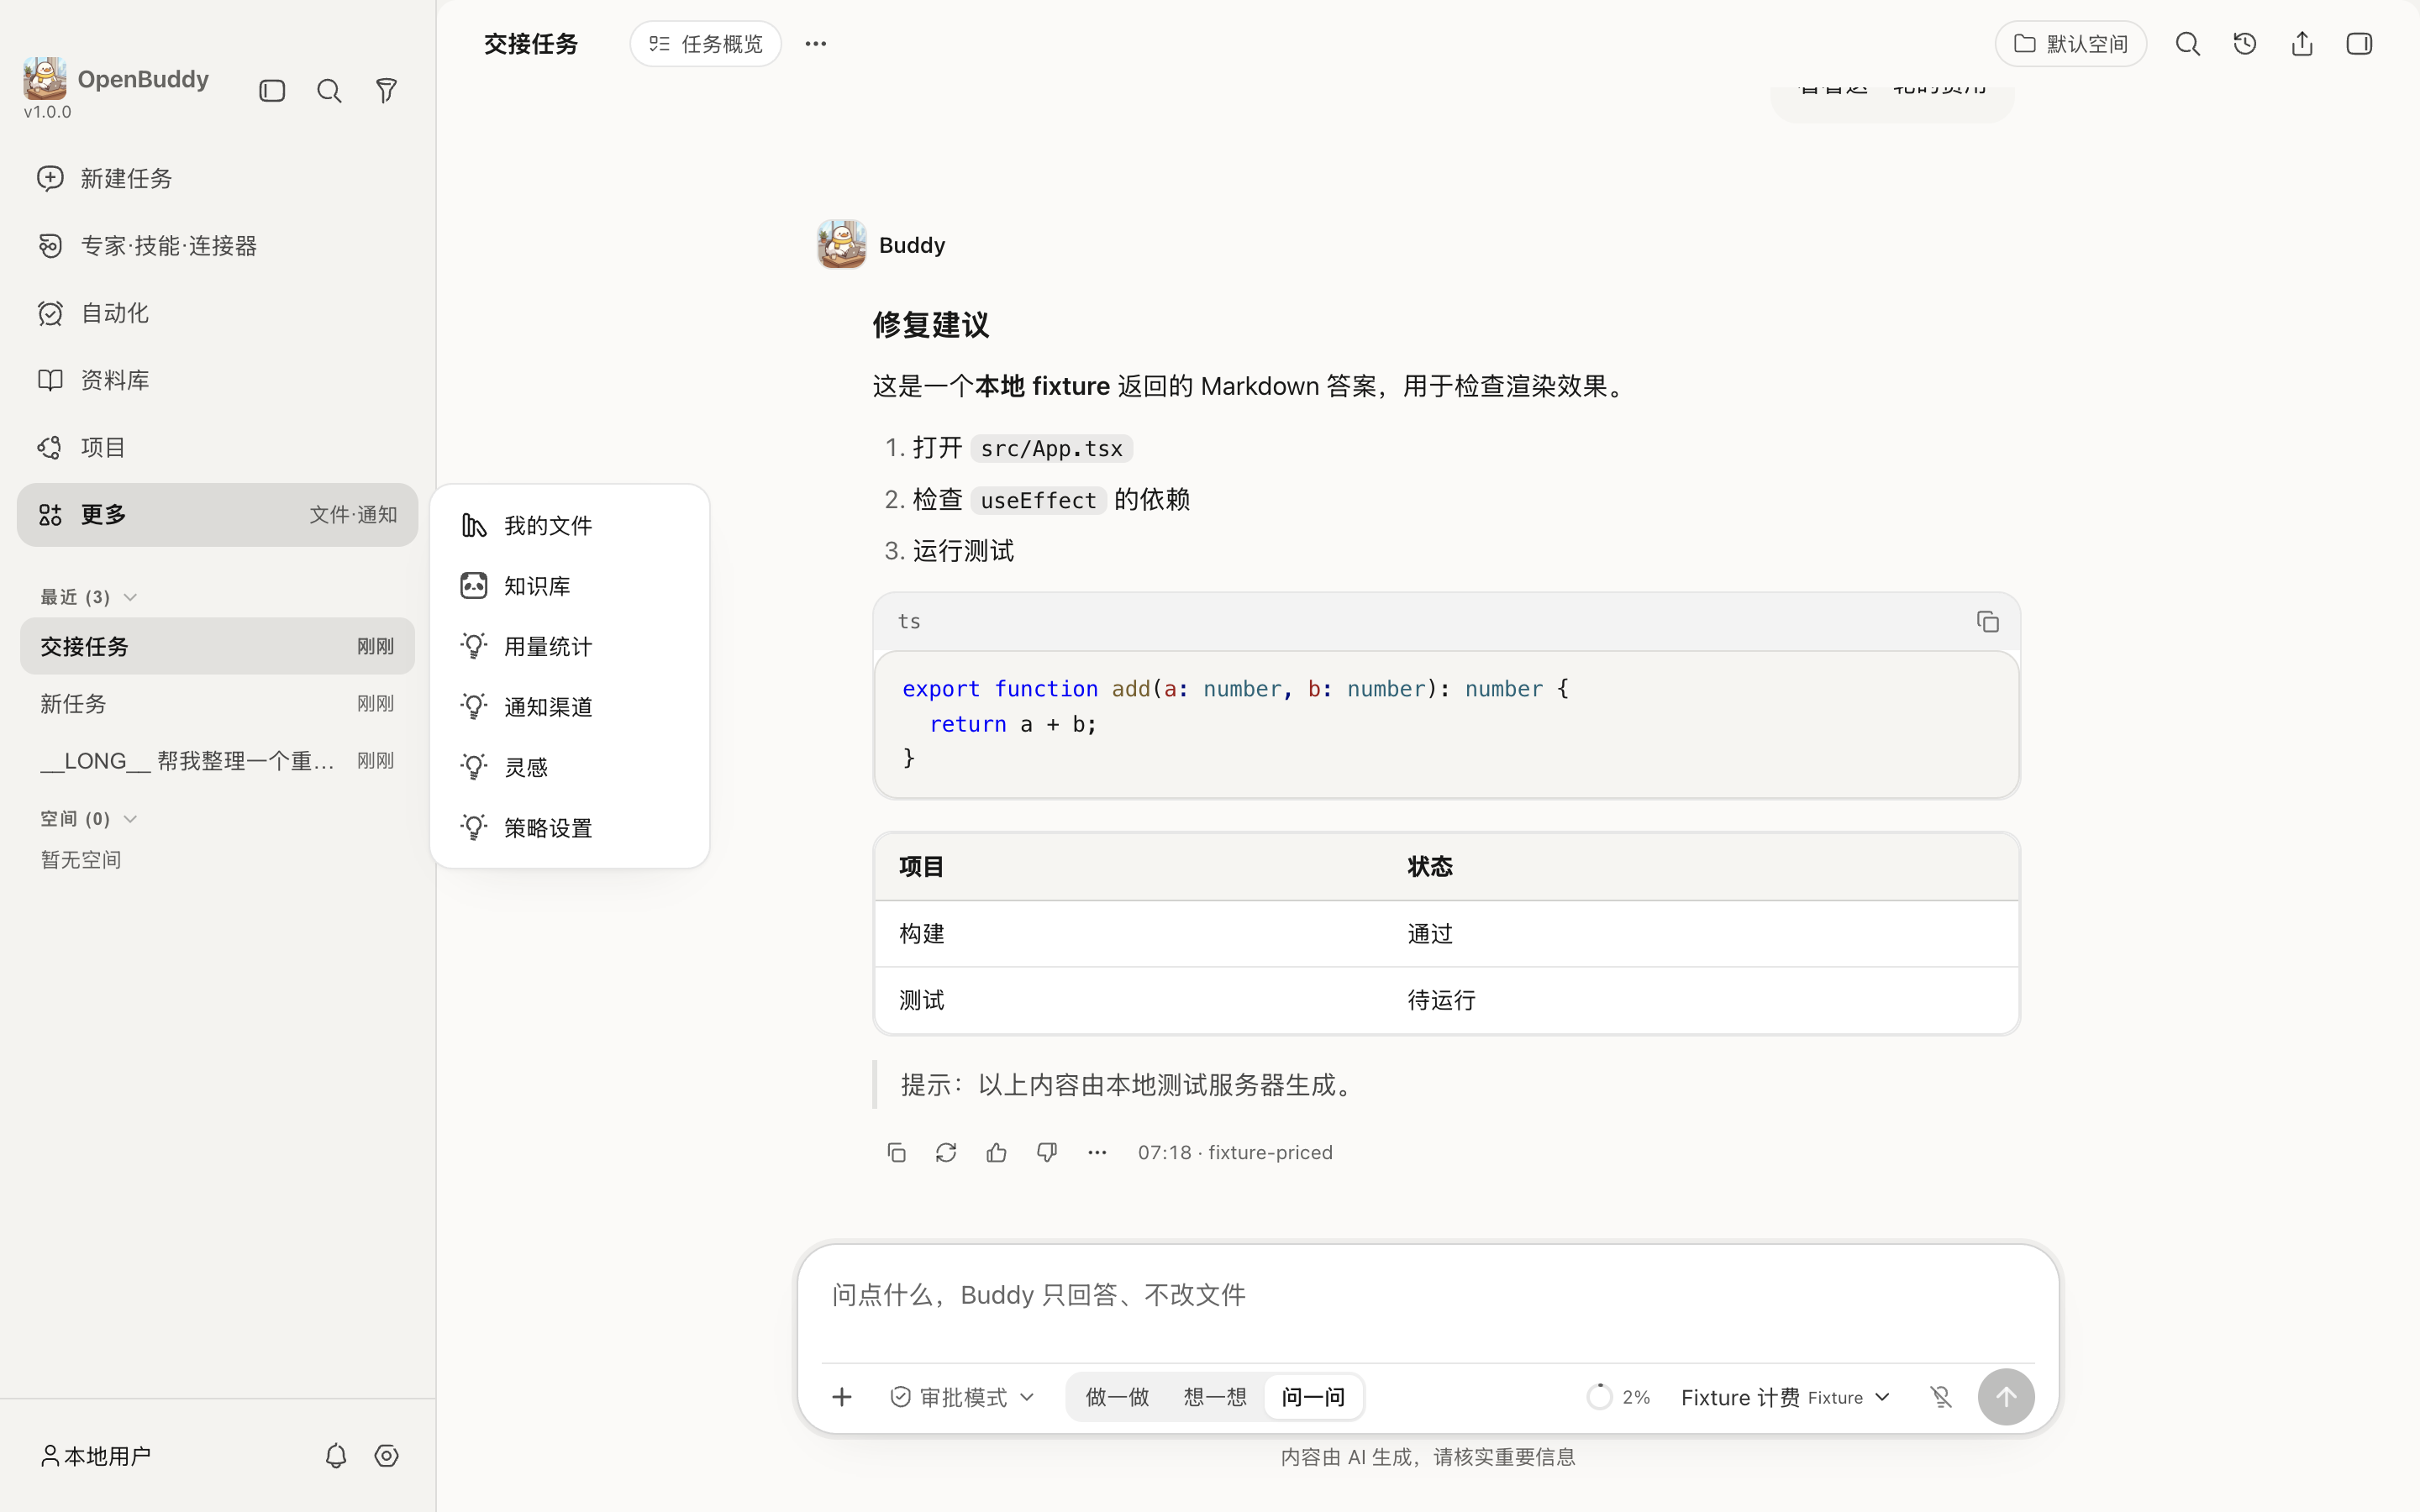 OpenBuddy
v1.0.0
新建任务
专家·技能·连接器
自动化
资料库
项目
更多 文件·通知
最近 (3)
交接任务 刚刚
新任务 刚刚
__LONG__ 帮我整理一个重… 刚刚
空间 (0)
暂无空间
本地用户
我的文件
知识库
用量统计
通知渠道
灵感
策略设置
交接任务 任务概览 默认空间
Buddy
修复建议
这是一个本地 fixture 返回的 Markdown 答案，用于检查渲染效果。
1. 打开 src/App.tsx
2. 检查 useEffect 的依赖
3. 运行测试
ts
export function add(a: number, b: number): number {
return a + b;
}
项目 状态
构建 通过
测试 待运行
提示：以上内容由本地测试服务器生成。
07:18 · fixture-priced
问点什么，Buddy 只回答、不改文件
审批模式 做一做 想一想 问一问 2% Fixture 计费 Fixture
内容由 AI 生成，请核实重要信息